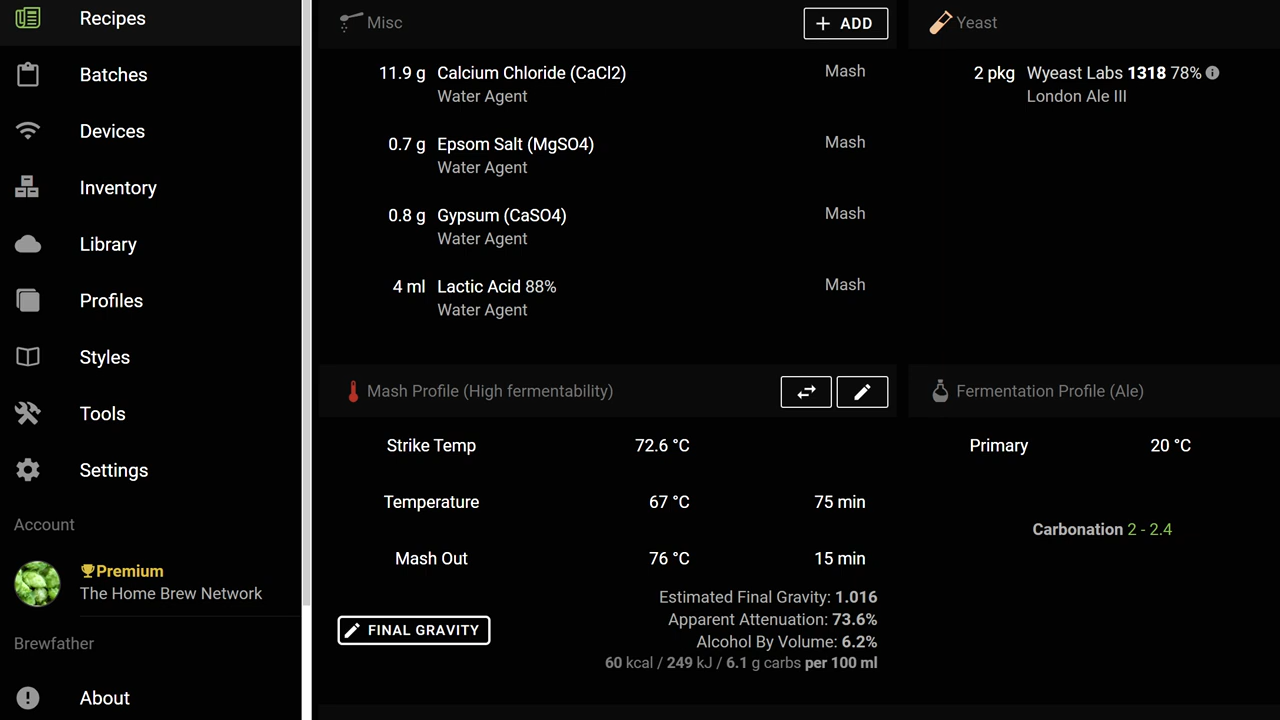 Recipes
Batches
Devices
Inventory
Library
Profiles
Styles
Tools
Settings
Account
Premium
The Home Brew Network
Brewfather
About
Misc
+ ADD
11.9 g Calcium Chloride (CaCl2) Mash
Water Agent
0.7 g Epsom Salt (MgSO4) Mash
Water Agent
0.8 g Gypsum (CaSO4) Mash
Water Agent
4 ml Lactic Acid 88% Mash
Water Agent
Yeast
2 pkg Wyeast Labs 1318 78%
London Ale III
Mash Profile (High fermentability)
Strike Temp 72.6 °C
Temperature 67 °C 75 min
Mash Out 76 °C 15 min
Estimated Final Gravity: 1.016
Apparent Attenuation: 73.6%
Alcohol By Volume: 6.2%
60 kcal / 249 kJ / 6.1 g carbs per 100 ml
FINAL GRAVITY
Fermentation Profile (Ale)
Primary 20 °C
Carbonation 2 - 2.4